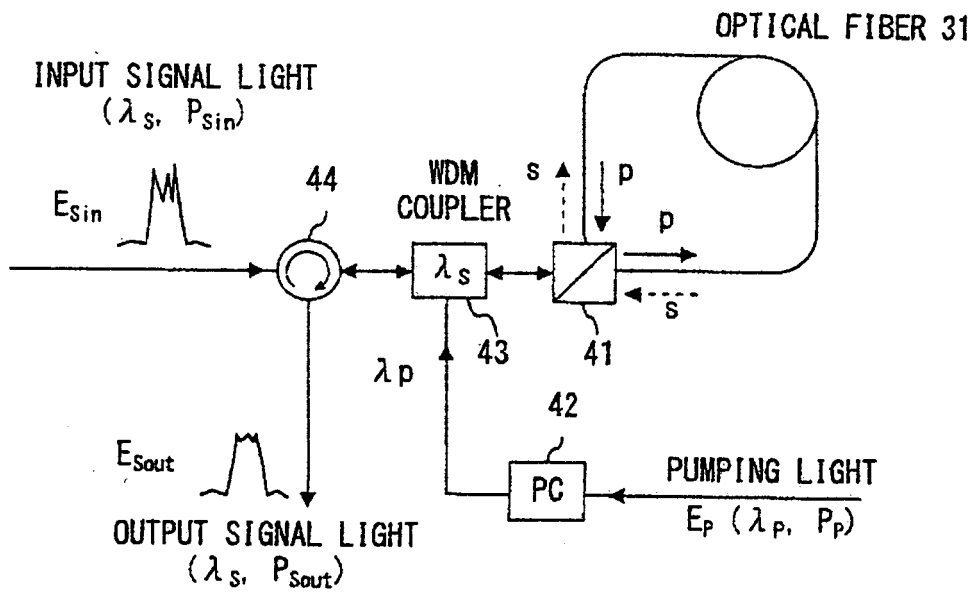 OPTICAL FIBER 31
INPUT SIGNAL LIGHT
(λs, PSin)
44
WDM
COUPLER
s
p
ESin
p
λs
s
43
41
λp
42
ESout
PC
PUMPING LIGHT
EP (λP, PP)
OUTPUT SIGNAL LIGHT
(λs, PSout)